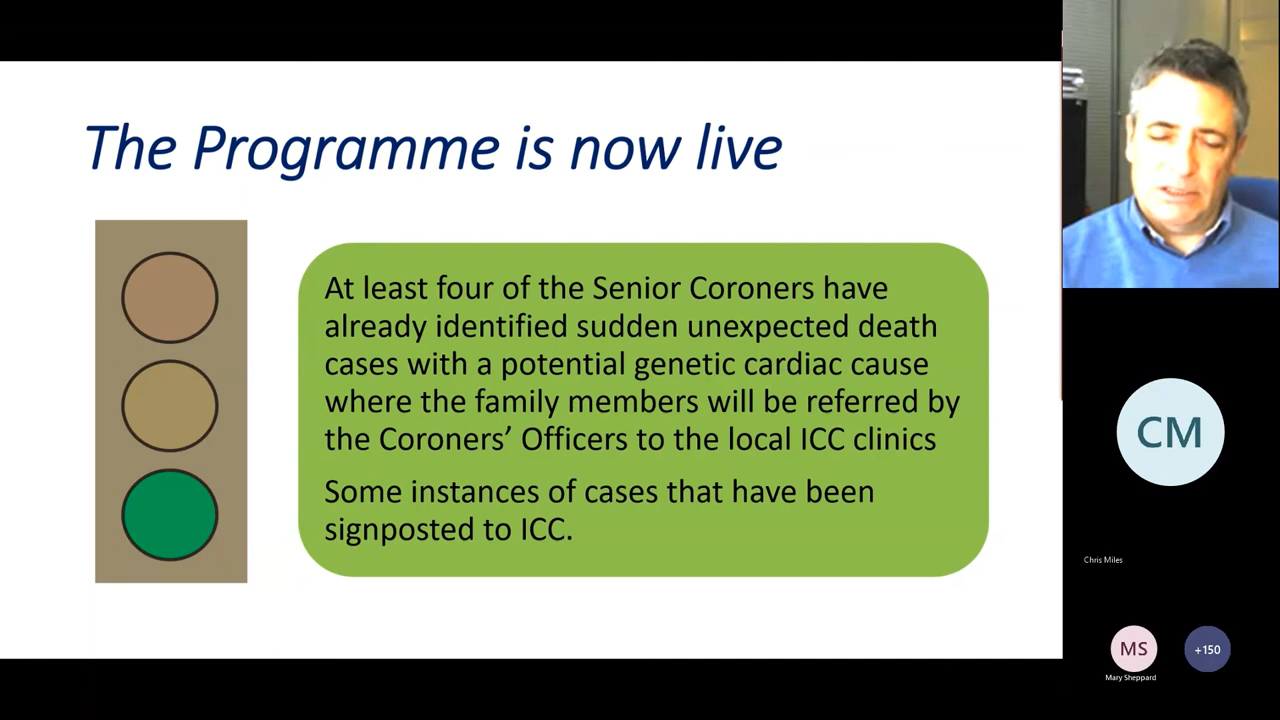 The Programme is now live
At least four of the Senior Coroners have
already identified sudden unexpected death
cases with a potential genetic cardiac cause
where the family members will be referred by
the Coroners’ Officers to the local ICC clinics
Some instances of cases that have been
signposted to ICC.
CM
Chris Miles
MS
+150
Mary Sheppard